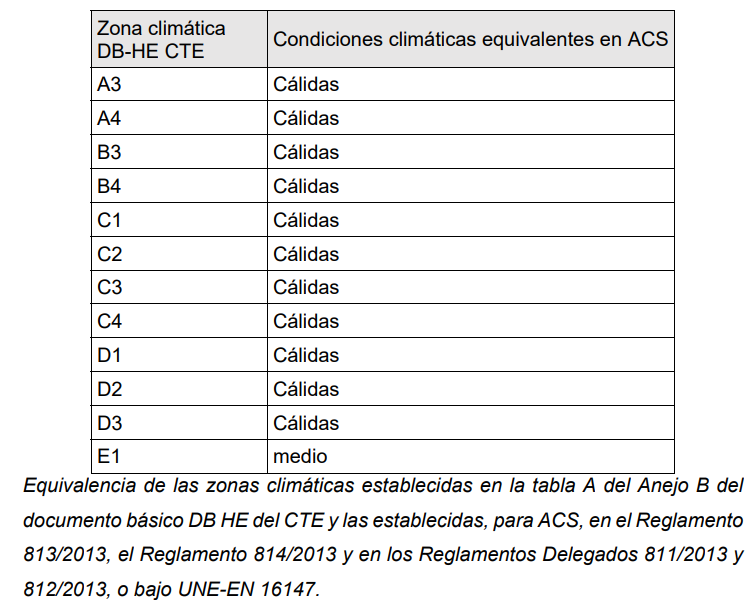 Zona climática
DB-HE CTE
Condiciones climáticas equivalentes en ACS
A3 Cálidas
A4 Cálidas
B3 Cálidas
B4 Cálidas
C1 Cálidas
C2 Cálidas
C3 Cálidas
C4 Cálidas
D1 Cálidas
D2 Cálidas
D3 Cálidas
E1 medio
Equivalencia de las zonas climáticas establecidas en la tabla A del Anejo B del
documento básico DB HE del CTE y las establecidas, para ACS, en el Reglamento
813/2013, el Reglamento 814/2013 y en los Reglamentos Delegados 811/2013 y
812/2013, o bajo UNE-EN 16147.